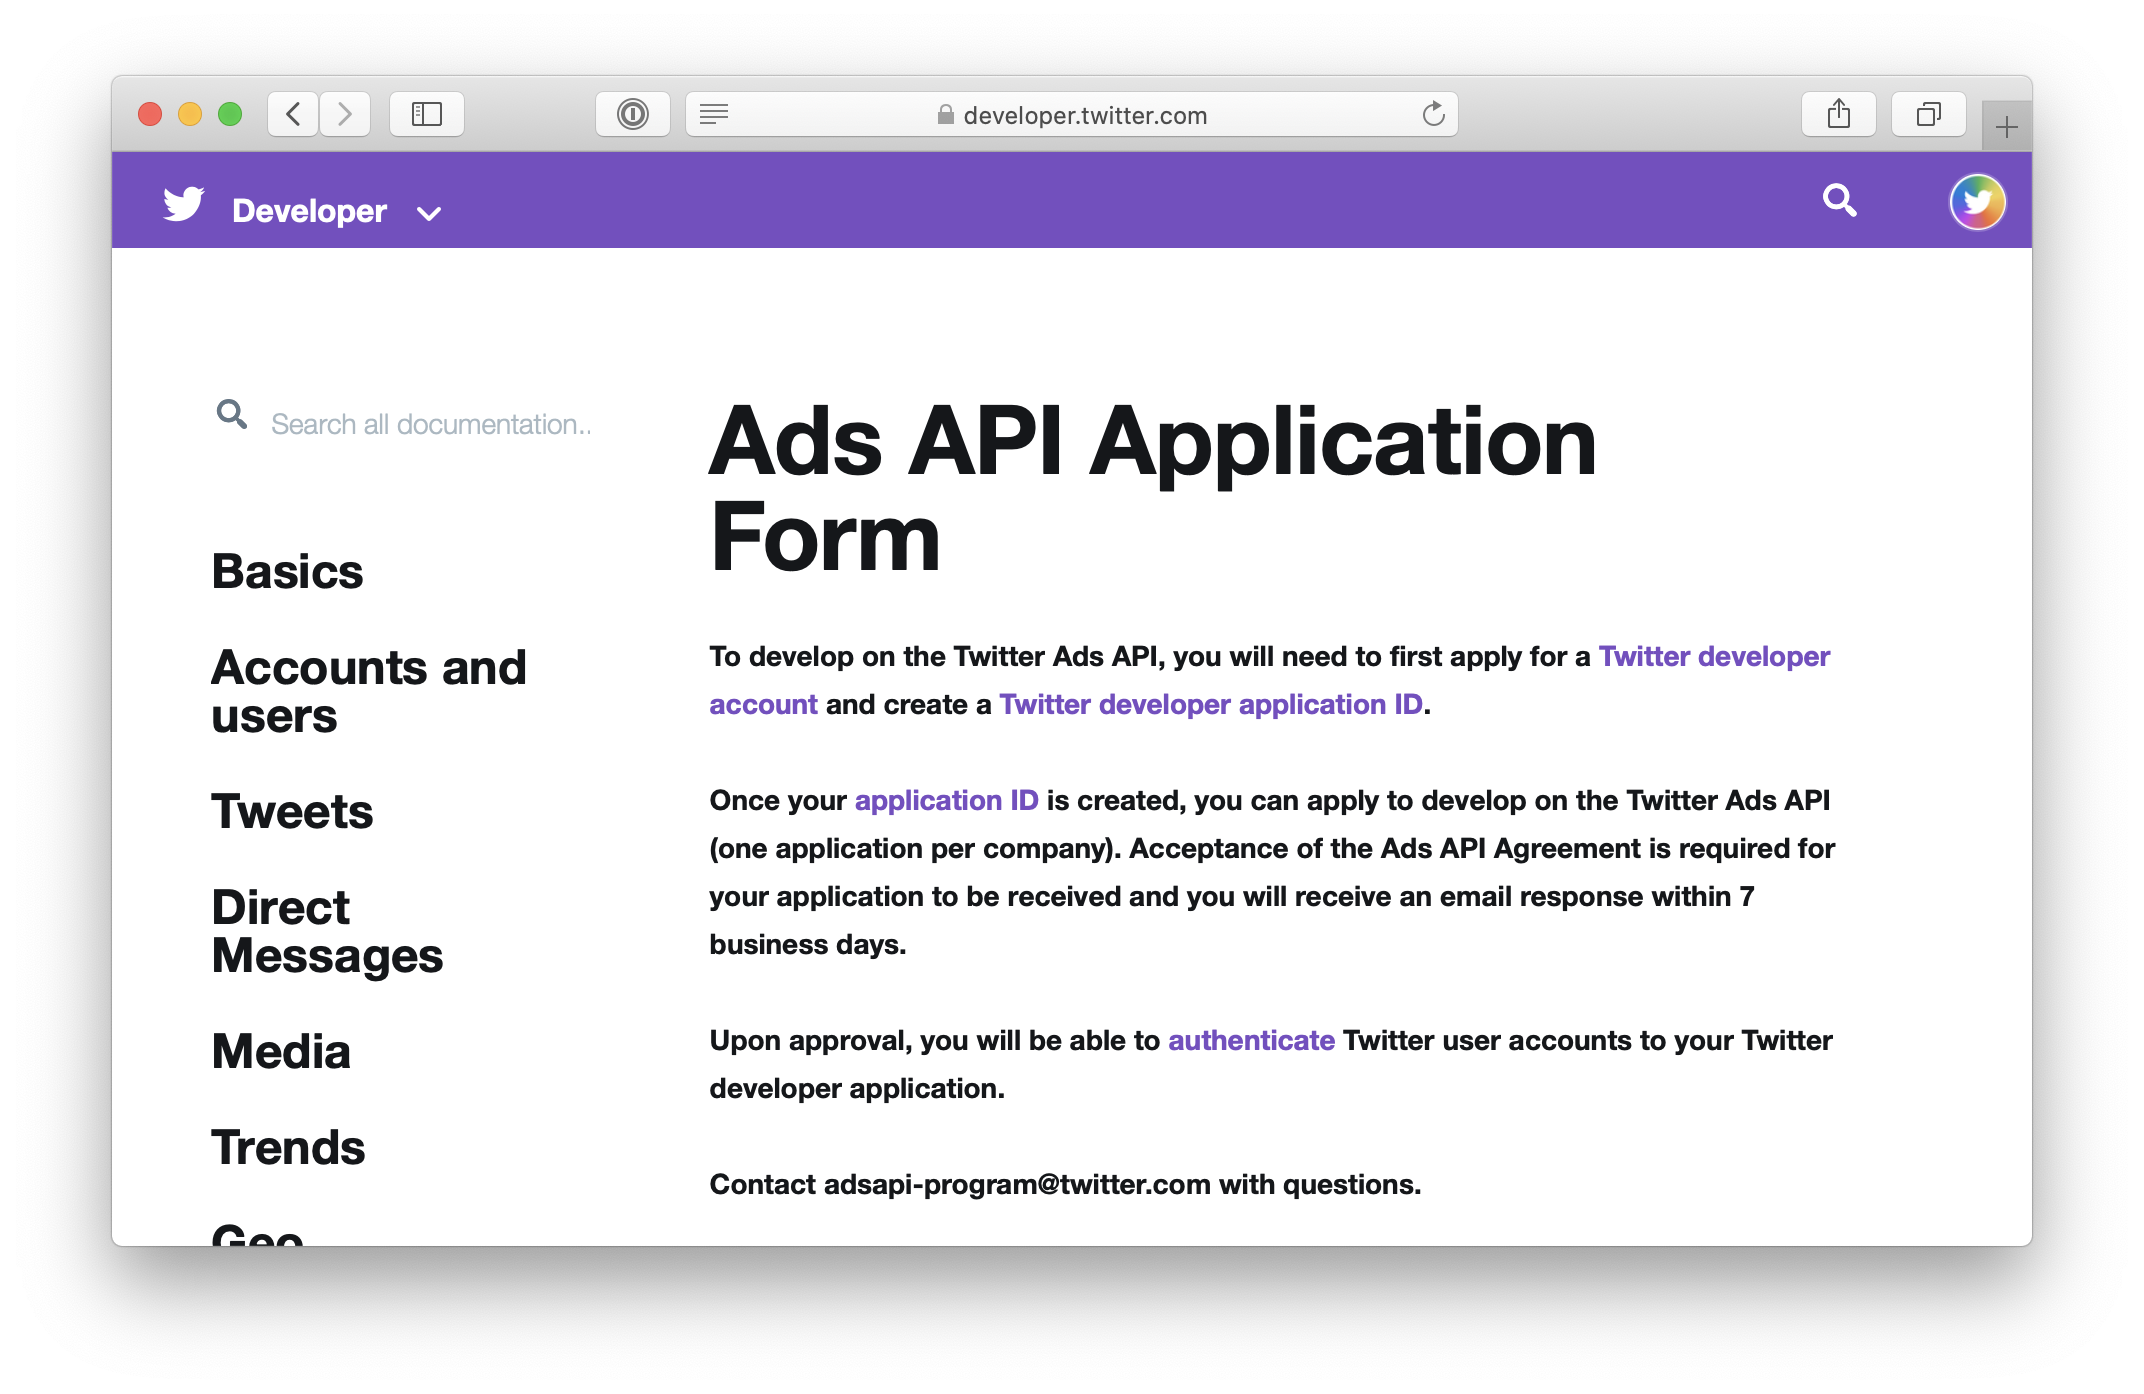 developer.twitter.com
Developer
Search all documentation..
Basics
Accounts and
users
Tweets
Direct
Messages
Media
Trends
Geo
Ads API Application
Form
To develop on the Twitter Ads API, you will need to first apply for a Twitter developer
account and create a Twitter developer application ID.
Once your application ID is created, you can apply to develop on the Twitter Ads API
(one application per company). Acceptance of the Ads API Agreement is required for
your application to be received and you will receive an email response within 7
business days.
Upon approval, you will be able to authenticate Twitter user accounts to your Twitter
developer application.
Contact adsapi-program@twitter.com with questions.